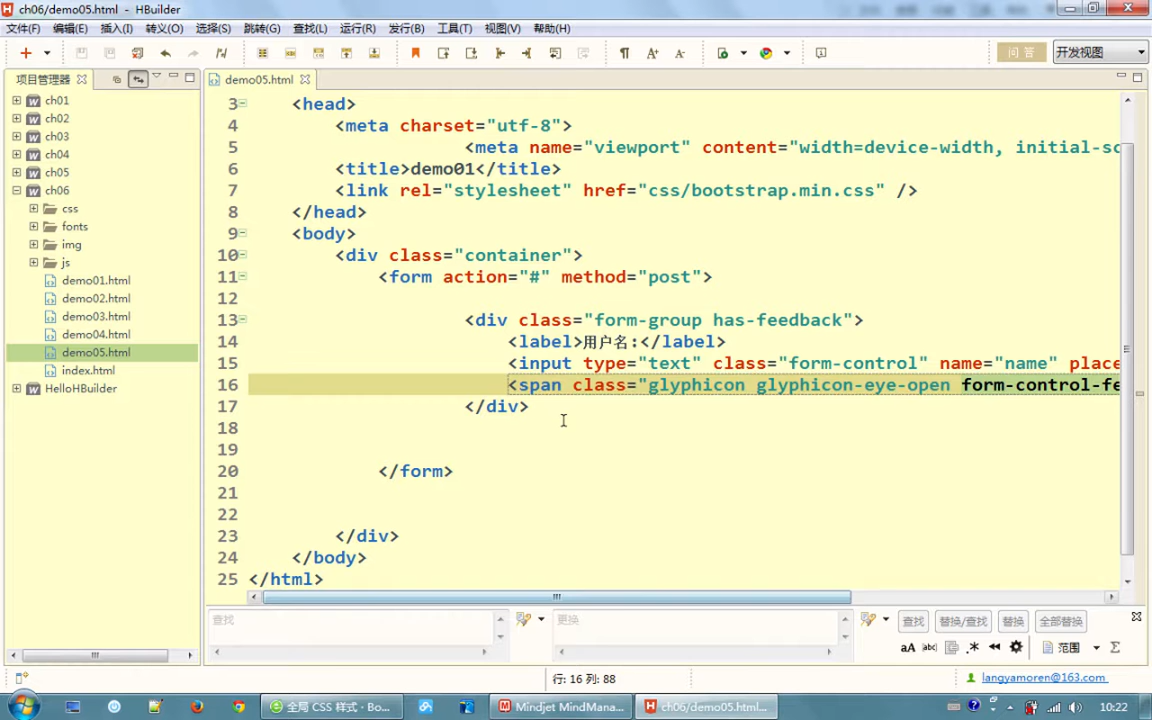 ch06/demo05.html - HBuilder
文件(F) 编辑(E) 插入(I) 转义(O) 选择(S) 跳转(G) 查找(L) 运行(R) 发行(B) 工具(T) 视图(V) 帮助(H)
问答 开发视图
项目管理器
demo05.html
ch01
ch02
ch03
ch04
ch05
ch06
css
fonts
img
js
demo01.html
demo02.html
demo03.html
demo04.html
demo05.html
index.html
HelloHBuilder
3 <head>
4 <meta charset="utf-8">
5 <meta name="viewport" content="width=device-width, initial-sc
6 <title>demo01</title>
7 <link rel="stylesheet" href="css/bootstrap.min.css" />
8 </head>
9 <body>
10 <div class="container">
11 <form action="#" method="post">
12
13 <div class="form-group has-feedback">
14 <label>用户名:</label>
15 <input type="text" class="form-control" name="name" place
16 <span class="glyphicon glyphicon-eye-open form-control-fe
17 </div>
18
19
20 </form>
21
22
23 </div>
24 </body>
25 </html>
查找 更换 查找 替换/查找 替换 全部替换
aA abc .* 范围 Σ
行: 16 列: 88
langyamoren@163.com
全局 CSS 样式 · Bo... Mindjet MindMana... ch06/demo05.html... 10:22